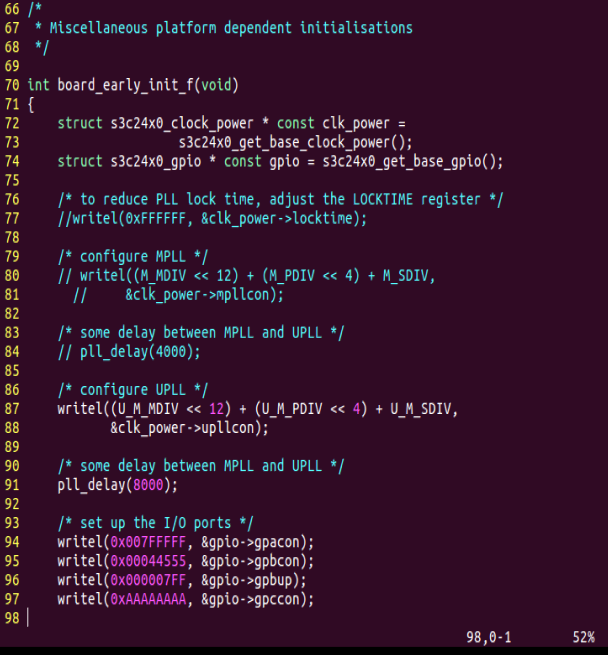 66 /*
67  * Miscellaneous platform dependent initialisations
68  */
69
70 int board_early_init_f(void)
71 {
72     struct s3c24x0_clock_power * const clk_power =
73                     s3c24x0_get_base_clock_power();
74     struct s3c24x0_gpio * const gpio = s3c24x0_get_base_gpio();
75
76     /* to reduce PLL lock time, adjust the LOCKTIME register */
77     //writel(0xFFFFFF, &clk_power->locktime);
78
79     /* configure MPLL */
80     // writel((M_MDIV << 12) + (M_PDIV << 4) + M_SDIV,
81       //     &clk_power->mpllcon);
82
83     /* some delay between MPLL and UPLL */
84     // pll_delay(4000);
85
86     /* configure UPLL */
87     writel((U_M_MDIV << 12) + (U_M_PDIV << 4) + U_M_SDIV,
88            &clk_power->upllcon);
89
90     /* some delay between MPLL and UPLL */
91     pll_delay(8000);
92
93     /* set up the I/O ports */
94     writel(0x007FFFFF, &gpio->gpacon);
95     writel(0x00044555, &gpio->gpbcon);
96     writel(0x000007FF, &gpio->gpbup);
97     writel(0xAAAAAAAA, &gpio->gpccon);
98
98,0-1 52%